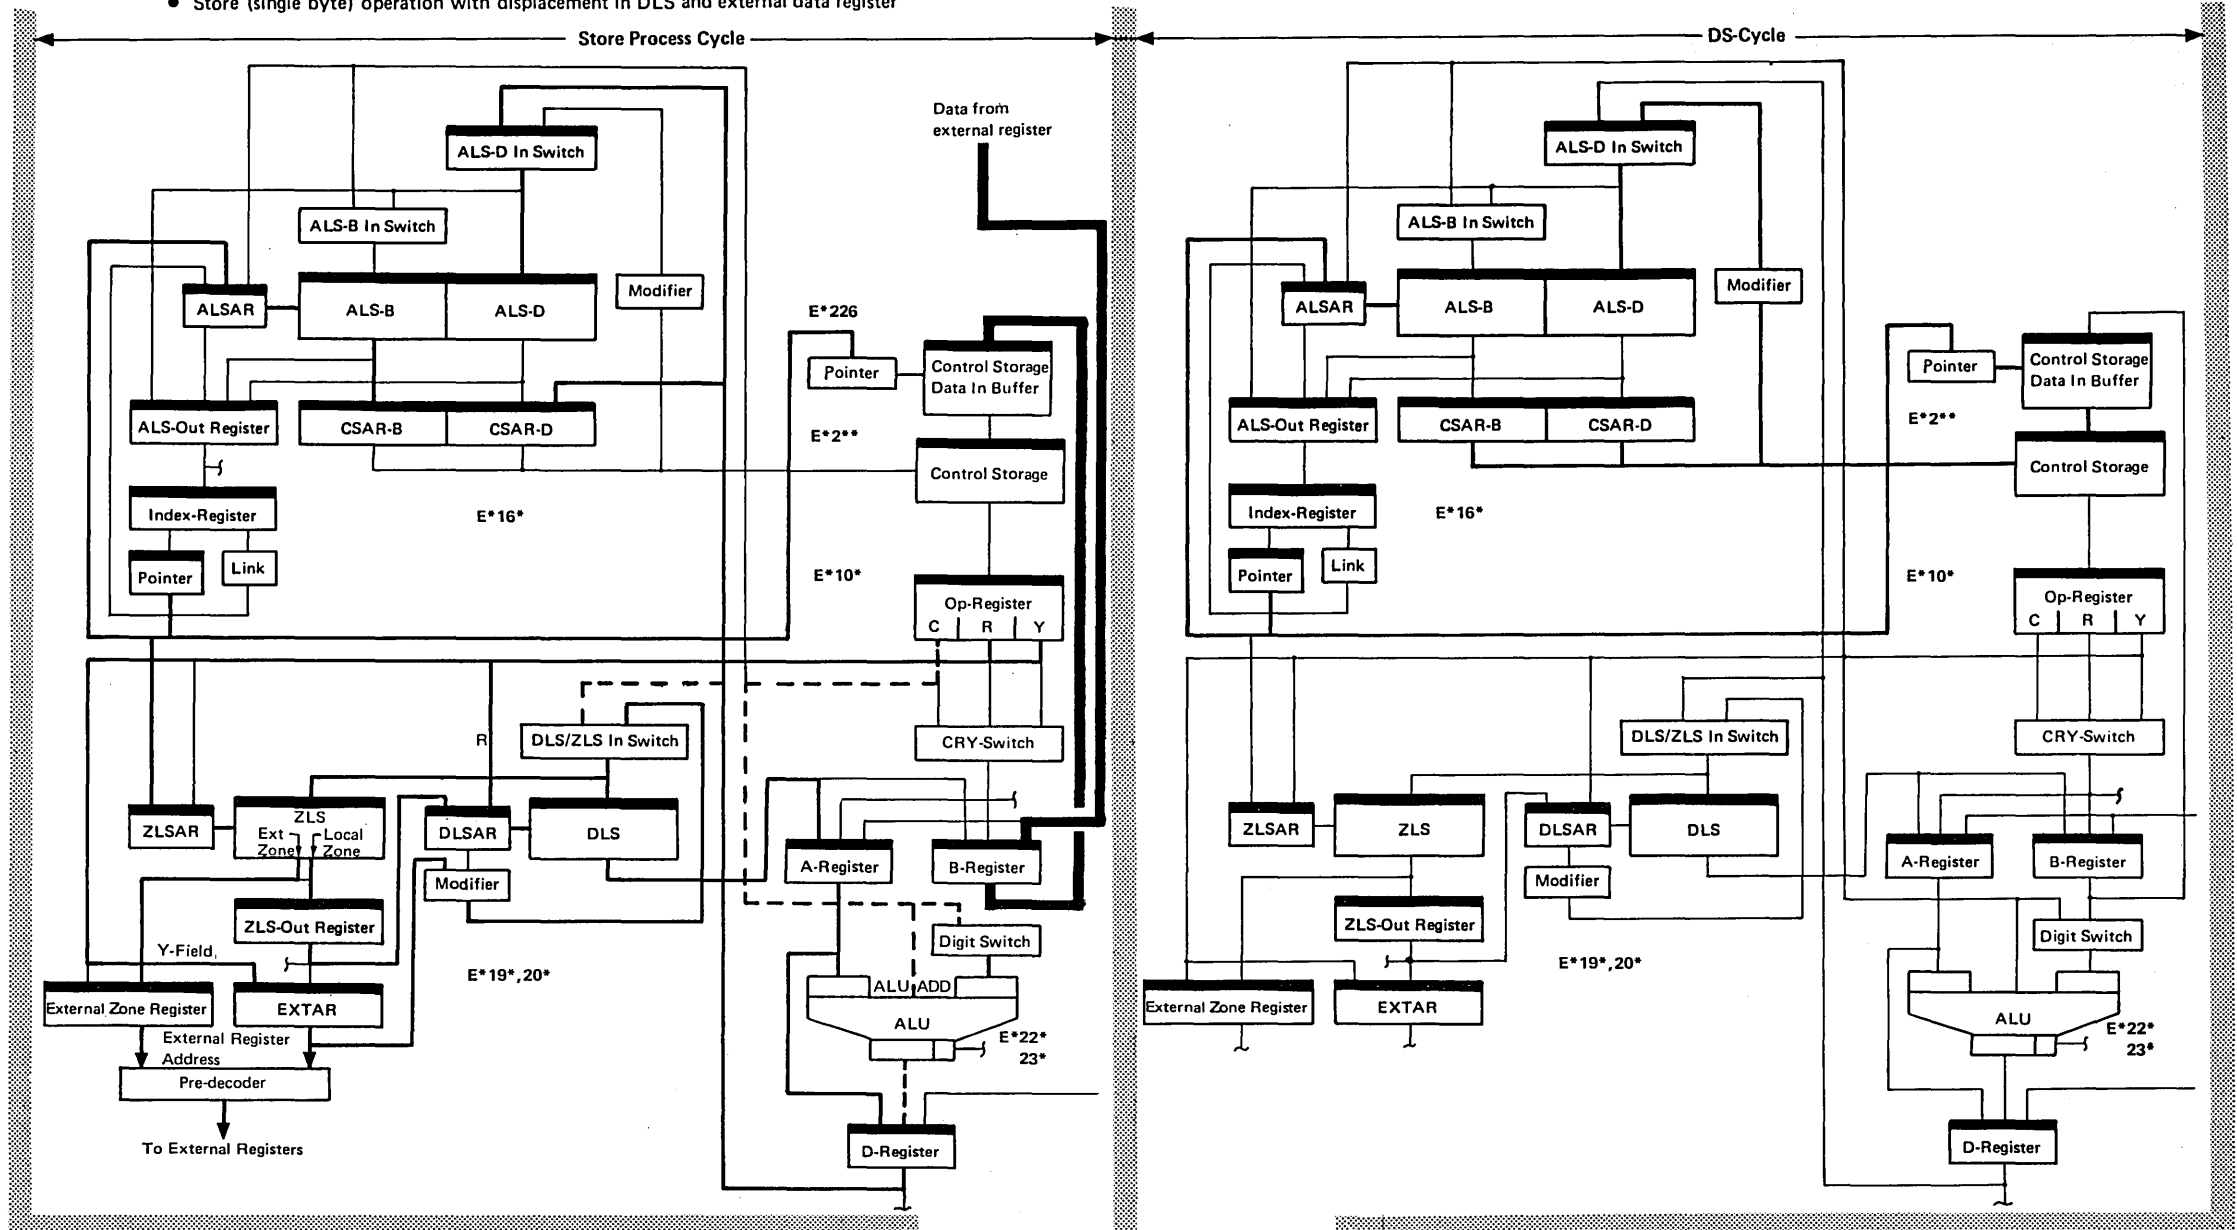 ● Store (single byte) operation with displacement in DLS and external data register
Store Process Cycle
Data from
external register
ALS-D In Switch
ALS-B In Switch
Modifier
ALSAR
ALS-B
ALS-D
E*226
Pointer
Control Storage
Data In Buffer
ALS-Out Register
CSAR-B
CSAR-D
E*2**
Control Storage
Index-Register
E*16*
Pointer
Link
E*10*
Op-Register
C
R
Y
R
DLS/ZLS In Switch
CRY-Switch
ZLSAR
ZLS
Ext
Zone
Local
Zone
DLSAR
DLS
A-Register
B-Register
Modifier
ZLS-Out Register
Digit Switch
Y-Field
E*19*,20*
ALU ADD
External Zone Register
EXTAR
ALU
External Register
Address
E*22*
23*
Pre-decoder
D-Register
To External Registers
DS-Cycle
ALS-D In Switch
ALS-B In Switch
Modifier
ALSAR
ALS-B
ALS-D
Pointer
Control Storage
Data In Buffer
ALS-Out Register
CSAR-B
CSAR-D
E*2**
Control Storage
Index-Register
E*16*
Pointer
Link
E*10*
Op-Register
C
R
Y
DLS/ZLS In Switch
CRY-Switch
ZLSAR
ZLS
DLSAR
DLS
A-Register
B-Register
Modifier
ZLS-Out Register
Digit Switch
E*19*,20*
External Zone Register
EXTAR
ALU
E*22*
23*
D-Register